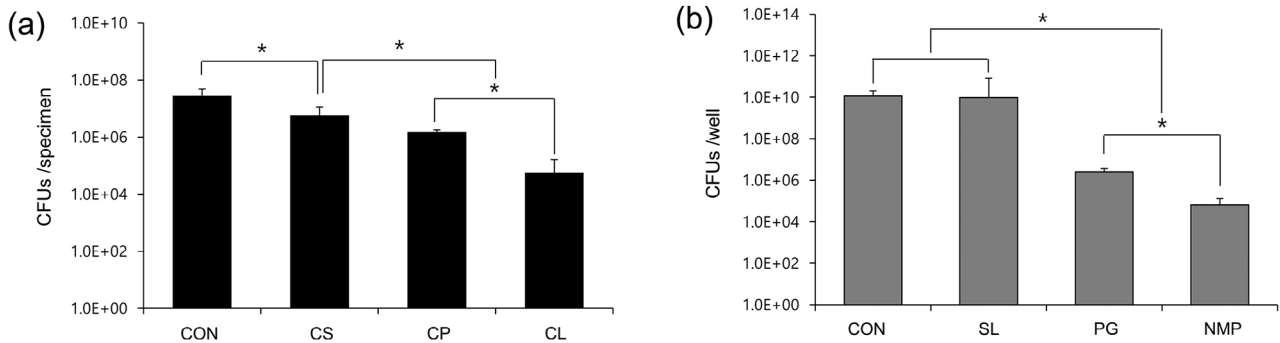 (a)
CFUs /specimen
1.0E+10
1.0E+08
1.0E+06
1.0E+04
1.0E+02
1.0E+00
* * *
CON CS CP CL
(b)
CFUs /well
1.0E+14
1.0E+12
1.0E+10
1.0E+08
1.0E+06
1.0E+04
1.0E+02
1.0E+00
* *
CON SL PG NMP